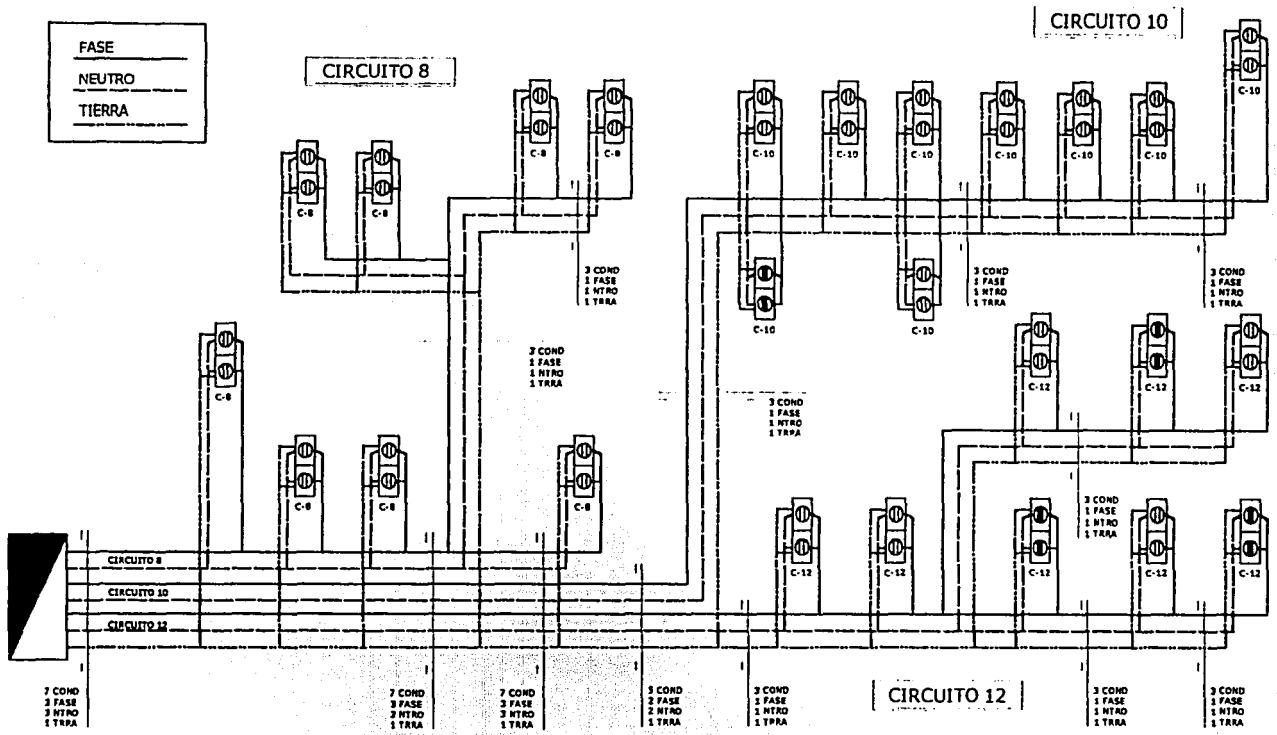 FASE
NEUTRO
TIERRA
CIRCUITO 8
CIRCUITO 10
C-8
C-8
C-8
C-8
C-10
C-10
C-10
C-10
C-10
C-10
C-10
3 COND
1 FASE
1 NTRO
1 TRRA
3 COND
1 FASE
1 NTRO
1 TRRA
3 COND
1 FASE
1 NTRO
1 TRRA
C-10
C-10
3 COND
1 FASE
1 NTRO
1 TRRA
C-8
C-12
C-12
C-12
3 COND
1 FASE
1 NTRO
1 TRRA
C-8
C-8
C-8
3 COND
1 FASE
1 NTRO
1 TRRA
C-12
C-12
C-12
C-12
C-12
CIRCUITO 8
CIRCUITO 10
CIRCUITO 12
7 COND
3 FASE
3 NTRO
1 TRRA
7 COND
3 FASE
3 NTRO
1 TRRA
7 COND
3 FASE
3 NTRO
1 TRRA
5 COND
2 FASE
2 NTRO
1 TRRA
3 COND
1 FASE
1 NTRO
1 TRRA
CIRCUITO 12
3 COND
1 FASE
1 NTRO
1 TRRA
3 COND
1 FASE
1 NTRO
1 TRRA